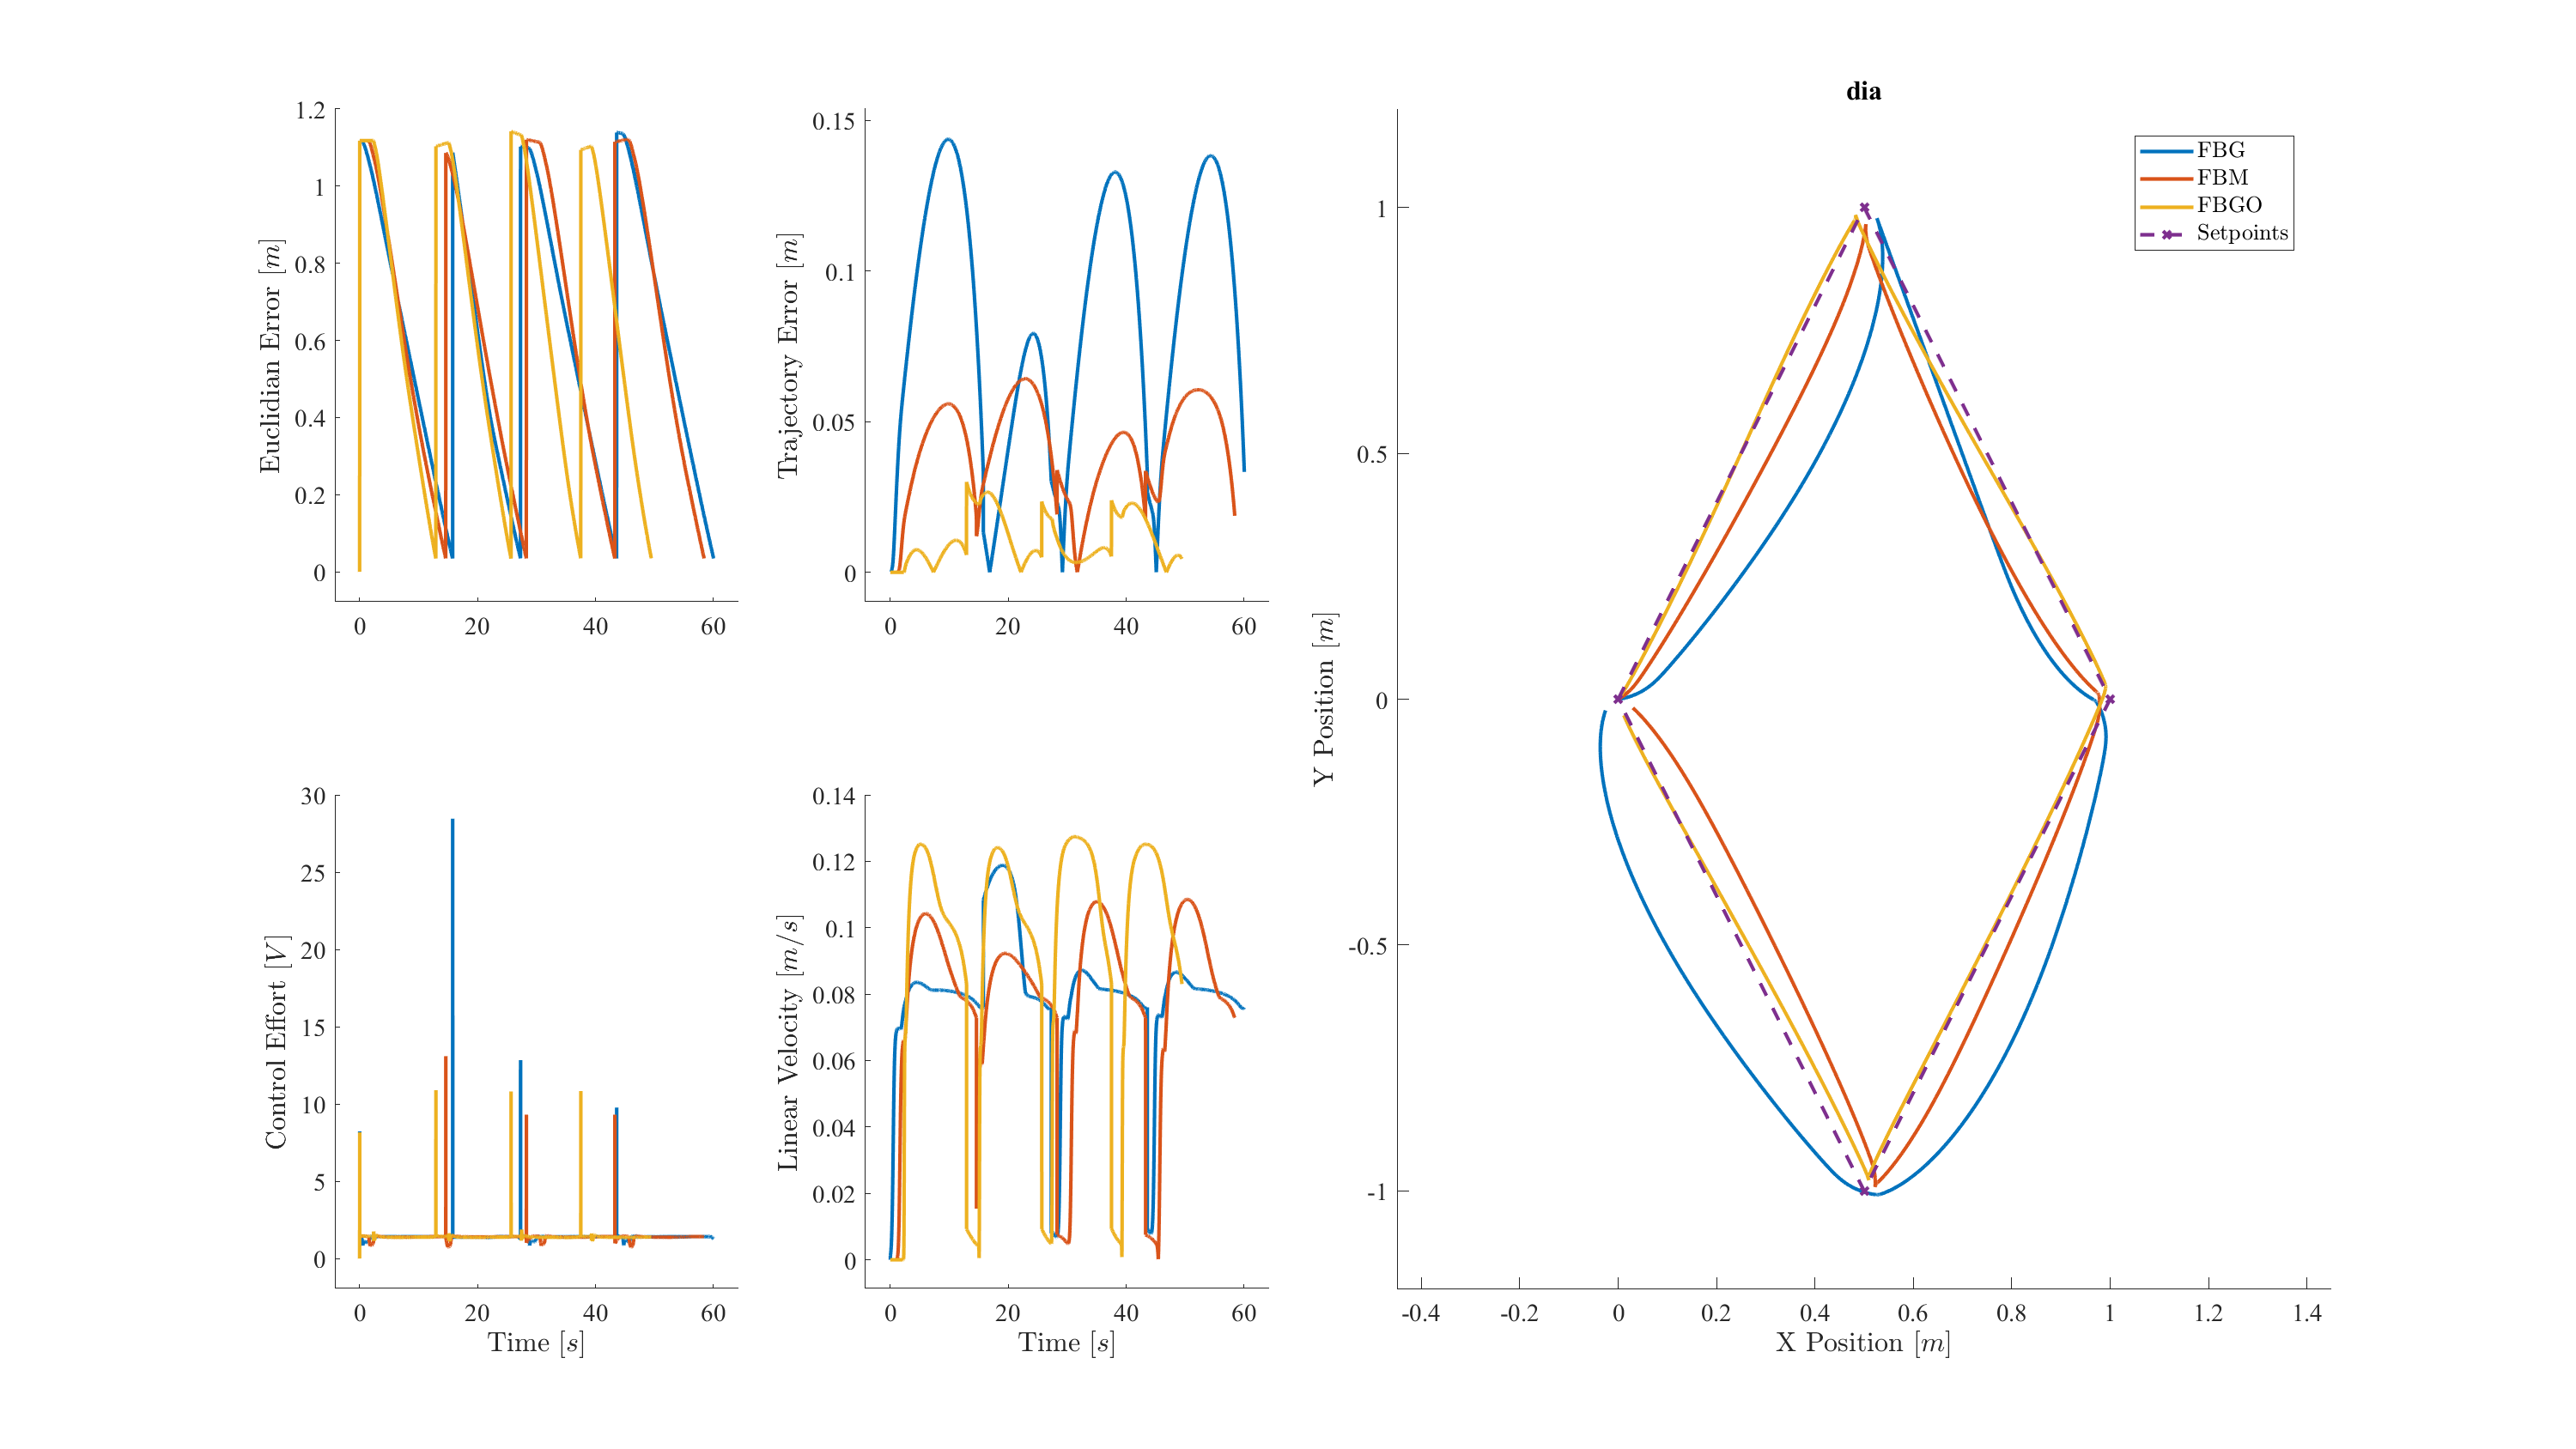 1.2
1
0.8
0.6
0.4
0.2
0
Euclidian Error [m]
0 20 40 60
0.15
0.1
0.05
0
Trajectory Error [m]
0 20 40 60
30
25
20
15
10
5
0
Control Effort [V]
0 20 40 60
Time [s]
0.14
0.12
0.1
0.08
0.06
0.04
0.02
0
Linear Velocity [m/s]
0 20 40 60
Time [s]
dia
FBG
FBM
FBGO
Setpoints
1
0.5
0
-0.5
-1
Y Position [m]
-0.4 -0.2 0 0.2 0.4 0.6 0.8 1 1.2 1.4
X Position [m]